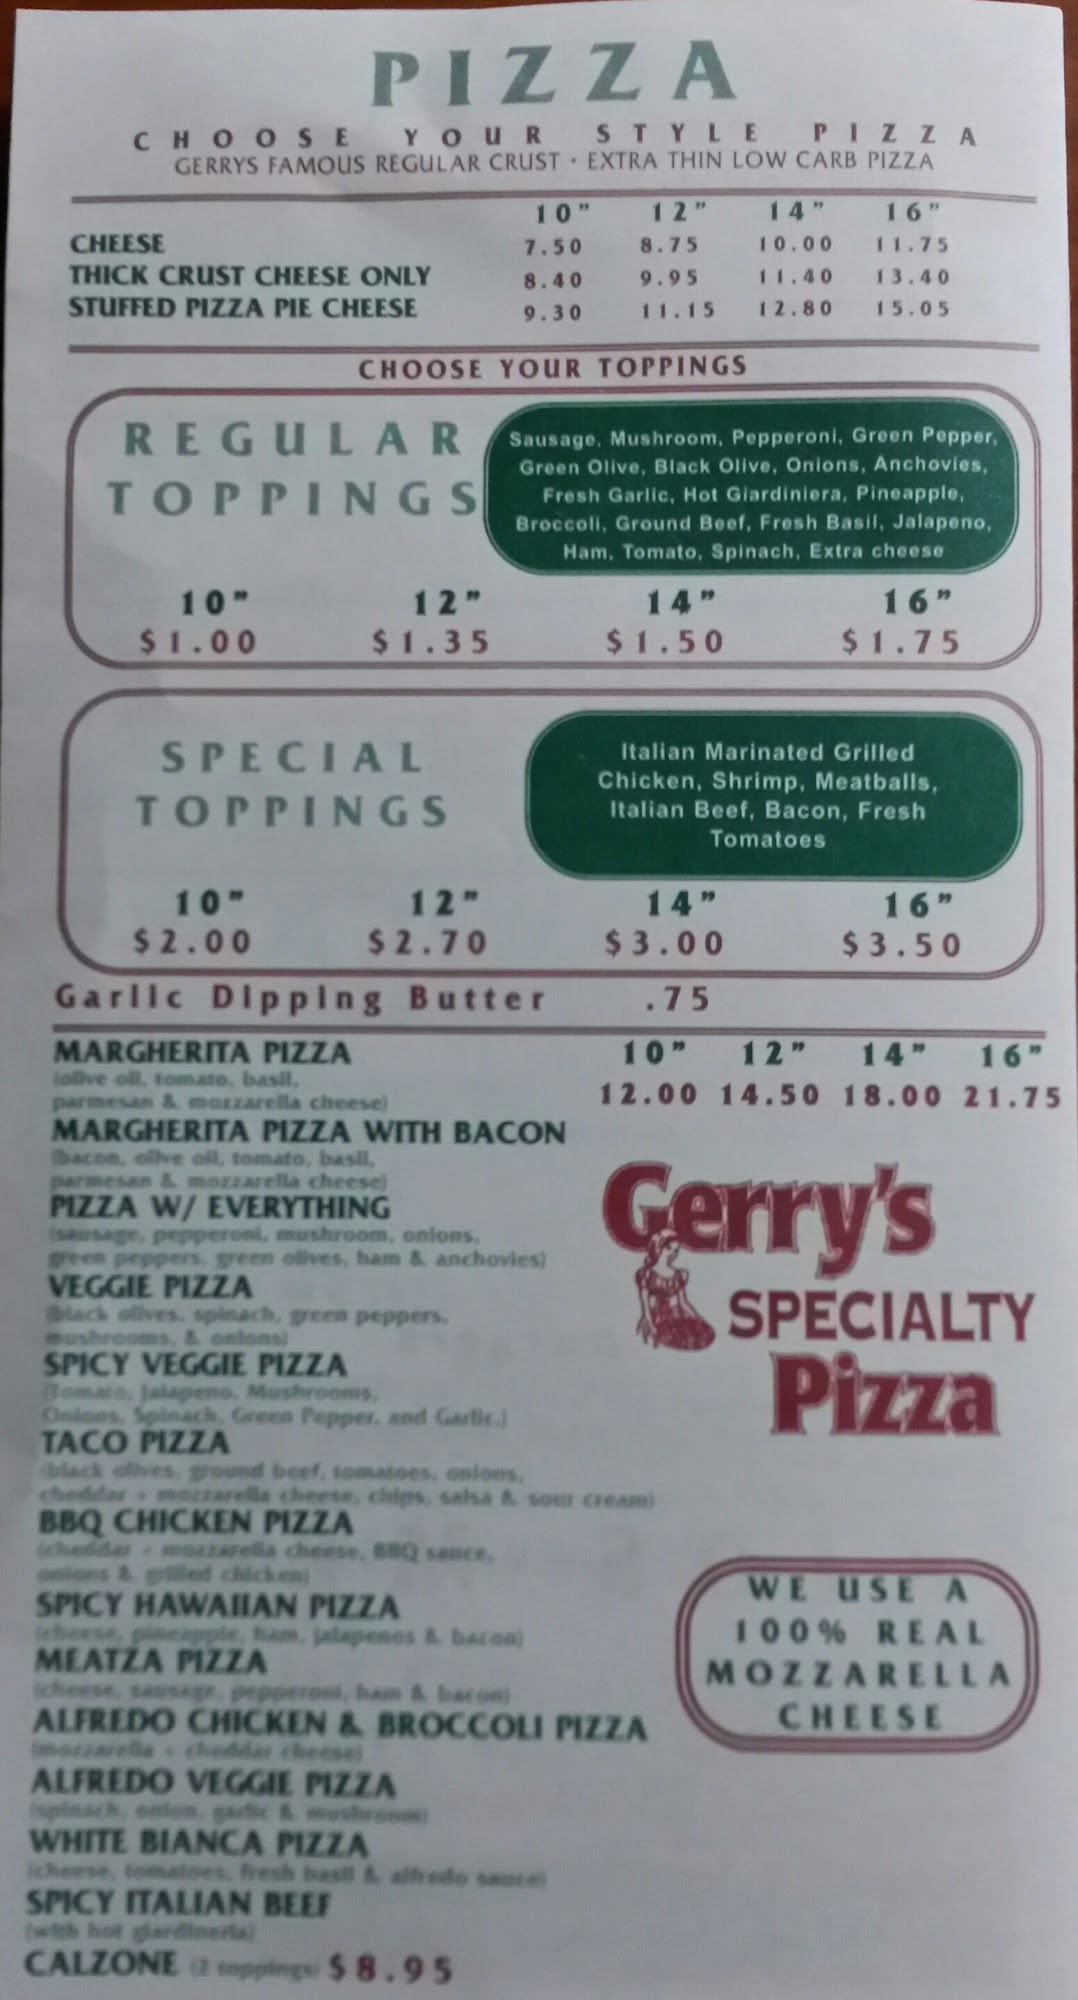 PIZZA
CHOOSE YOUR STYLE PIZZA
GERRYS FAMOUS REGULAR CRUST • EXTRA THIN LOW CARB PIZZA
10" 12" 14" 16"
CHEESE 7.50 8.75 10.00 11.75
THICK CRUST CHEESE ONLY 8.40 9.95 11.40 13.40
STUFFED PIZZA PIE CHEESE 9.30 11.15 12.80 15.05
CHOOSE YOUR TOPPINGS
REGULAR
TOPPINGS
Sausage, Mushroom, Pepperoni, Green Pepper,
Green Olive, Black Olive, Onions, Anchovies,
Fresh Garlic, Hot Giardiniera, Pineapple,
Broccoli, Ground Beef, Fresh Basil, Jalapeno,
Ham, Tomato, Spinach, Extra cheese
10" 12" 14" 16"
$1.00 $1.35 $1.50 $1.75
SPECIAL
TOPPINGS
Italian Marinated Grilled
Chicken, Shrimp, Meatballs,
Italian Beef, Bacon, Fresh
Tomatoes
10" 12" 14" 16"
$2.00 $2.70 $3.00 $3.50
Garlic Dipping Butter .75
MARGHERITA PIZZA 10" 12" 14" 16"
(olive oil, tomato, basil,
12.00 14.50 18.00 21.75
parmesan & mozzarella cheese)
MARGHERITA PIZZA WITH BACON
(bacon, olive oil, tomato, basil,
parmesan & mozzarella cheese)
PIZZA W/ EVERYTHING
(sausage, pepperoni, mushroom, onions,
green peppers, green olives, ham & anchovies)
VEGGIE PIZZA
(black olives, spinach, green peppers,
mushrooms, & onions)
SPICY VEGGIE PIZZA
(Tomato, Jalapeno, Mushrooms,
Onions, Spinach, Green Pepper, and Garlic.)
TACO PIZZA
(black olives, ground beef, tomatoes, onions,
cheddar + mozzarella cheese, chips, salsa & sour cream)
BBQ CHICKEN PIZZA
(cheddar + mozzarella cheese, BBQ sauce,
onions & grilled chicken)
SPICY HAWAIIAN PIZZA
(cheese, pineapple, ham, jalapenos & bacon)
MEATZA PIZZA
(cheese, sausage, pepperoni, ham & bacon)
ALFREDO CHICKEN & BROCCOLI PIZZA
(mozzarella + cheddar cheese)
ALFREDO VEGGIE PIZZA
(spinach, onion, garlic & mushroom)
WHITE BIANCA PIZZA
(cheese, tomatoes, fresh basil & alfredo sauce)
SPICY ITALIAN BEEF
(with hot giardineria)
CALZONE (2 toppings) $8.95
Gerry's
SPECIALTY
Pizza
WE USE A
100% REAL
MOZZARELLA
CHEESE